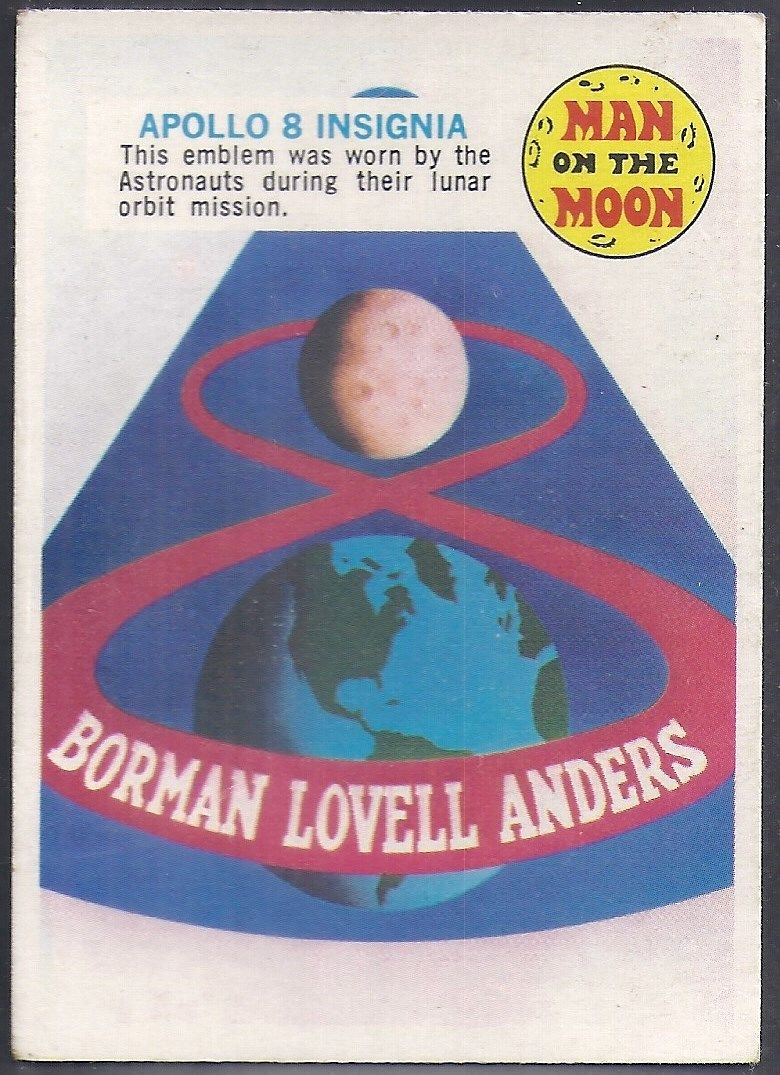 APOLLO 8 INSIGNIA
This emblem was worn by the
Astronauts during their lunar
orbit mission.
MAN
ON THE
MOON
BORMAN LOVELL ANDERS